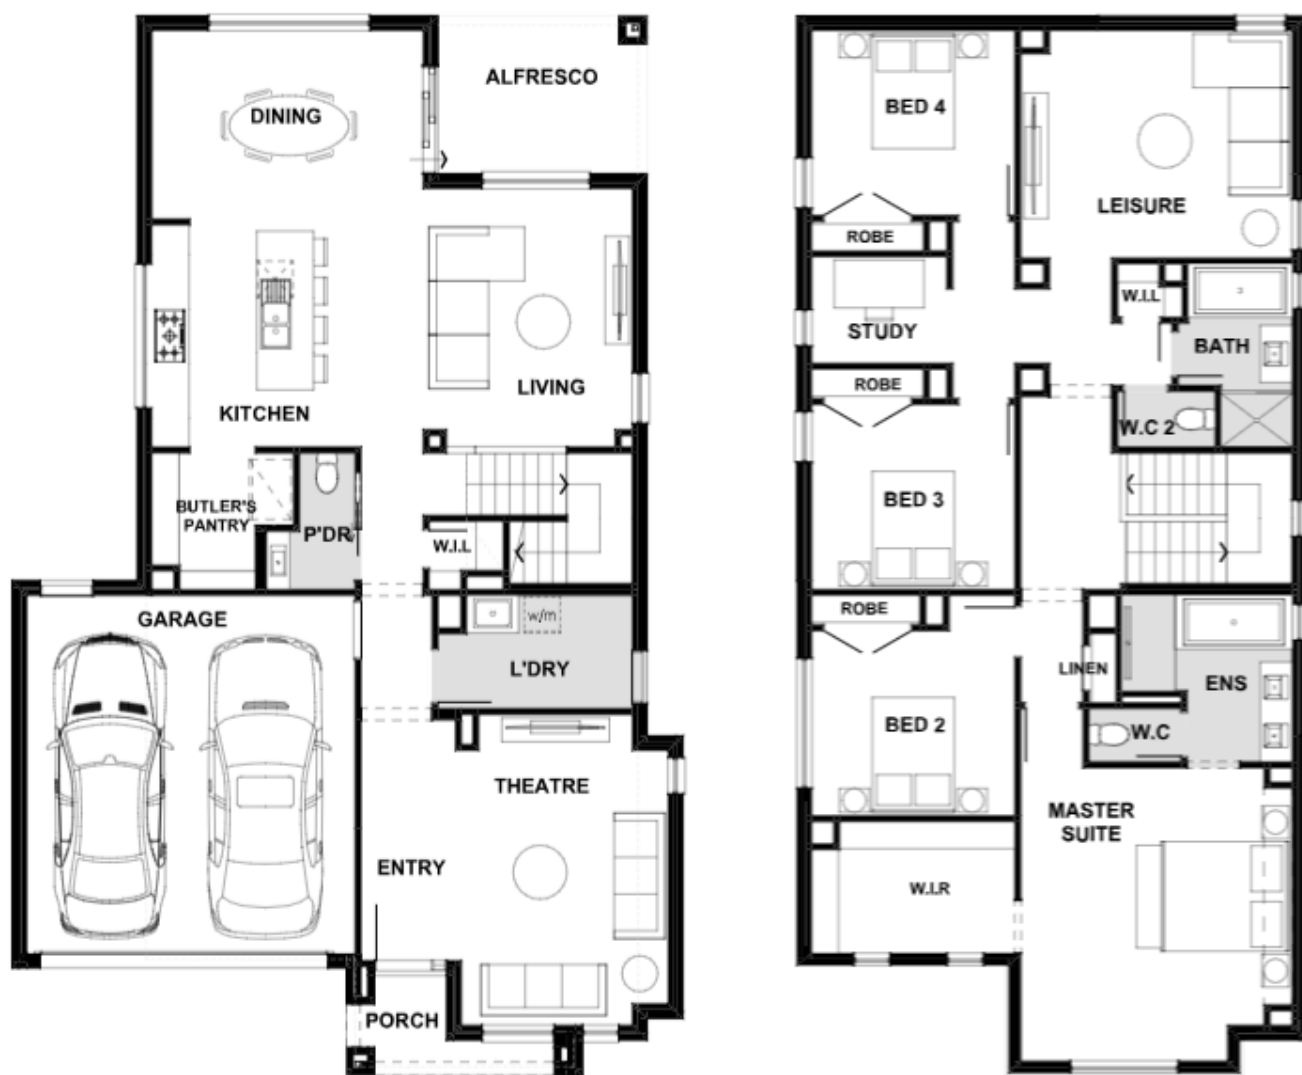 ALFRESCO
DINING
KITCHEN
LIVING
BUTLER'S
PANTRY
P'DR
W.I.L
GARAGE
w/m
L'DRY
THEATRE
ENTRY
PORCH
BED 4
LEISURE
ROBE
W.I.L
STUDY
BATH
ROBE
W.C 2
BED 3
ROBE
LINEN
ENS
BED 2
W.C
MASTER
SUITE
W.I.R